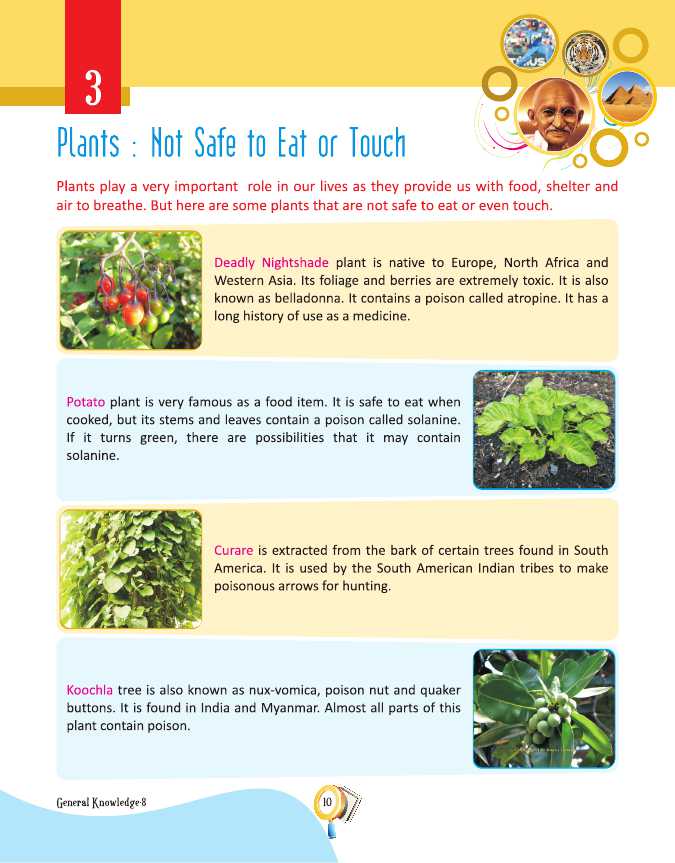 3
Plants : Not Safe to Eat or Touch
Plants play a very important role in our lives as they provide us with food, shelter and
air to breathe. But here are some plants that are not safe to eat or even touch.
Deadly Nightshade plant is native to Europe, North Africa and
Western Asia. Its foliage and berries are extremely toxic. It is also
known as belladonna. It contains a poison called atropine. It has a
long history of use as a medicine.
Potato plant is very famous as a food item. It is safe to eat when
cooked, but its stems and leaves contain a poison called solanine.
If it turns green, there are possibilities that it may contain
solanine.
Curare is extracted from the bark of certain trees found in South
America. It is used by the South American Indian tribes to make
poisonous arrows for hunting.
Koochla tree is also known as nux-vomica, poison nut and quaker
buttons. It is found in India and Myanmar. Almost all parts of this
plant contain poison.
General Knowledge-8
10